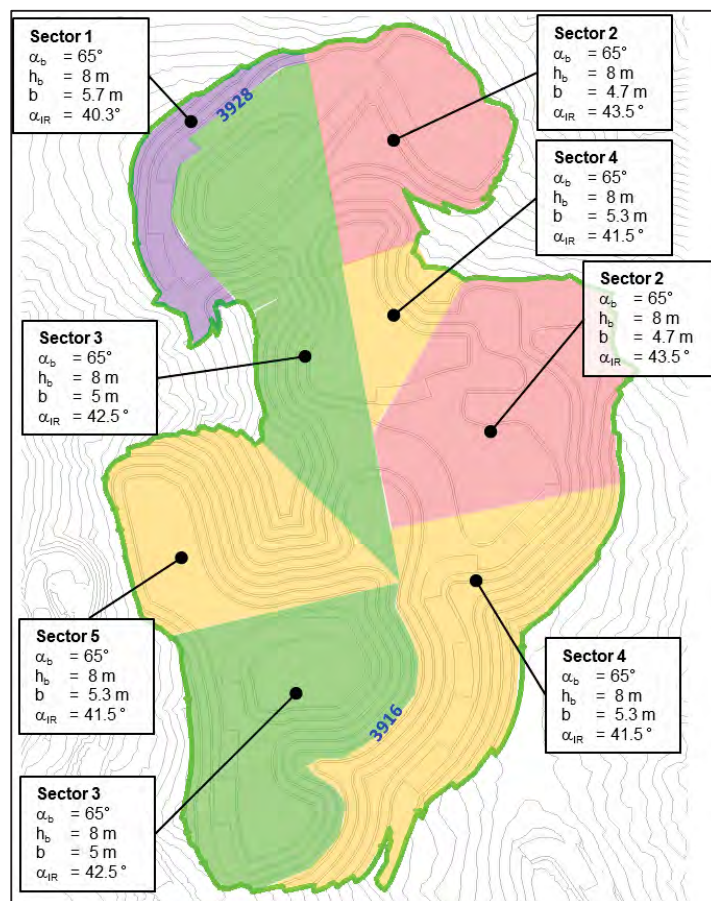 Sector 1
αb = 65°
hb = 8 m
b = 5.7 m
αIR = 40.3°
Sector 2
αb = 65°
hb = 8 m
b = 4.7 m
αIR = 43.5°
3928
Sector 4
αb = 65°
hb = 8 m
b = 5.3 m
αIR = 41.5°
Sector 2
αb = 65°
hb = 8 m
b = 4.7 m
αIR = 43.5°
Sector 3
αb = 65°
hb = 8 m
b = 5 m
αIR = 42.5°
Sector 5
αb = 65°
hb = 8 m
b = 5.3 m
αIR = 41.5°
Sector 4
αb = 65°
hb = 8 m
b = 5.3 m
αIR = 41.5°
3916
Sector 3
αb = 65°
hb = 8 m
b = 5 m
αIR = 42.5°